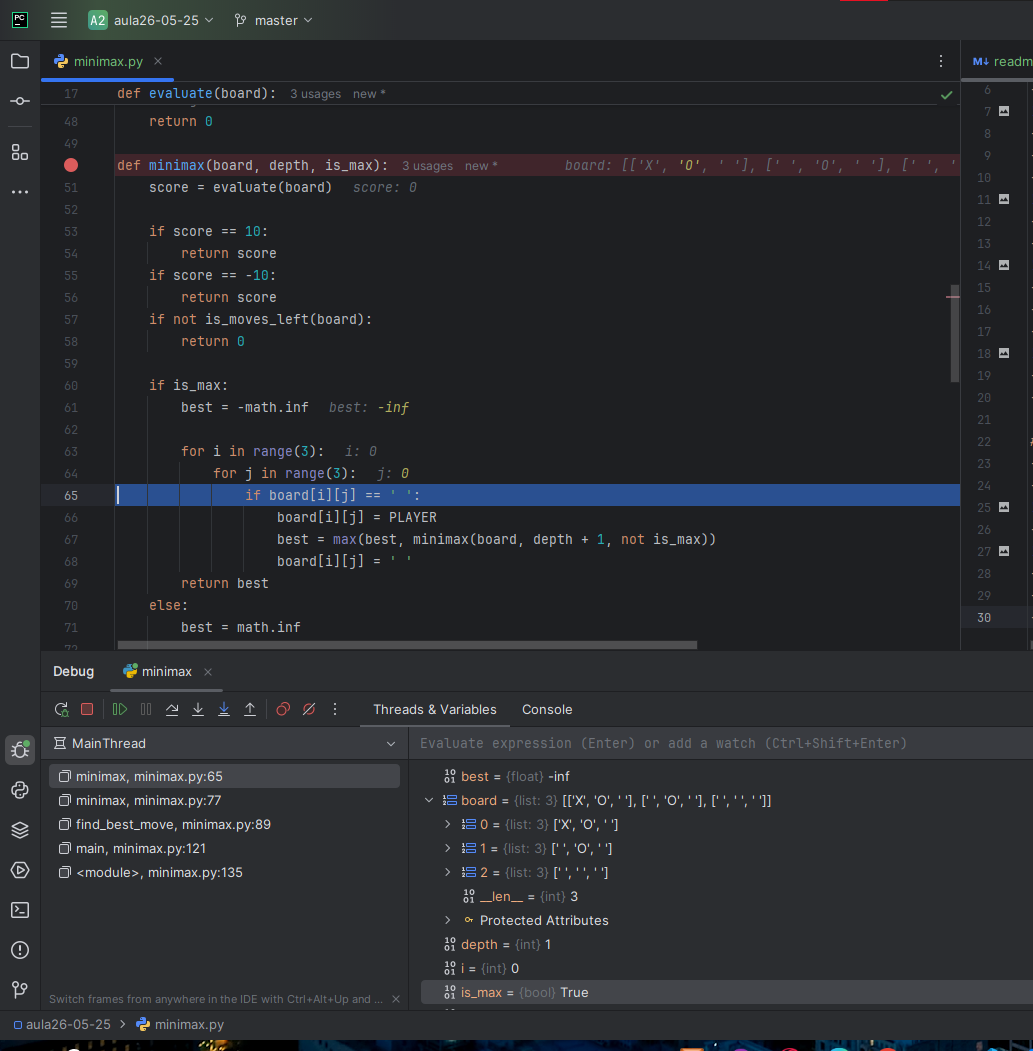 PC
A2 aula26-05-25 master
minimax.py
17 def evaluate(board): 3 usages new *
48 return 0
49
def minimax(board, depth, is_max): 3 usages new * board: [['X', 'O', ' '], [' ', 'O', ' '], [' ', '
51 score = evaluate(board) score: 0
52
53 if score == 10:
54 return score
55 if score == -10:
56 return score
57 if not is_moves_left(board):
58 return 0
59
60 if is_max:
61 best = -math.inf best: -inf
62
63 for i in range(3): i: 0
64 for j in range(3): j: 0
65 if board[i][j] == ' ':
66 board[i][j] = PLAYER
67 best = max(best, minimax(board, depth + 1, not is_max))
68 board[i][j] = ' '
69 return best
70 else:
71 best = math.inf
72
M↓ readm
6
7
8
9
10
11
12
13
14
15
16
17
18
19
20
21
22
23
24
25
26
27
28
29
30
Debug minimax
Threads & Variables Console
MainThread
minimax, minimax.py:65
minimax, minimax.py:77
find_best_move, minimax.py:89
main, minimax.py:121
<module>, minimax.py:135
Switch frames from anywhere in the IDE with Ctrl+Alt+Up and ...
Evaluate expression (Enter) or add a watch (Ctrl+Shift+Enter)
best = {float} -inf
board = {list: 3} [['X', 'O', ' '], [' ', 'O', ' '], [' ', ' ', ' ']]
0 = {list: 3} ['X', 'O', ' ']
1 = {list: 3} [' ', 'O', ' ']
2 = {list: 3} [' ', ' ', ' ']
__len__ = {int} 3
Protected Attributes
depth = {int} 1
i = {int} 0
is_max = {bool} True
aula26-05-25 > minimax.py